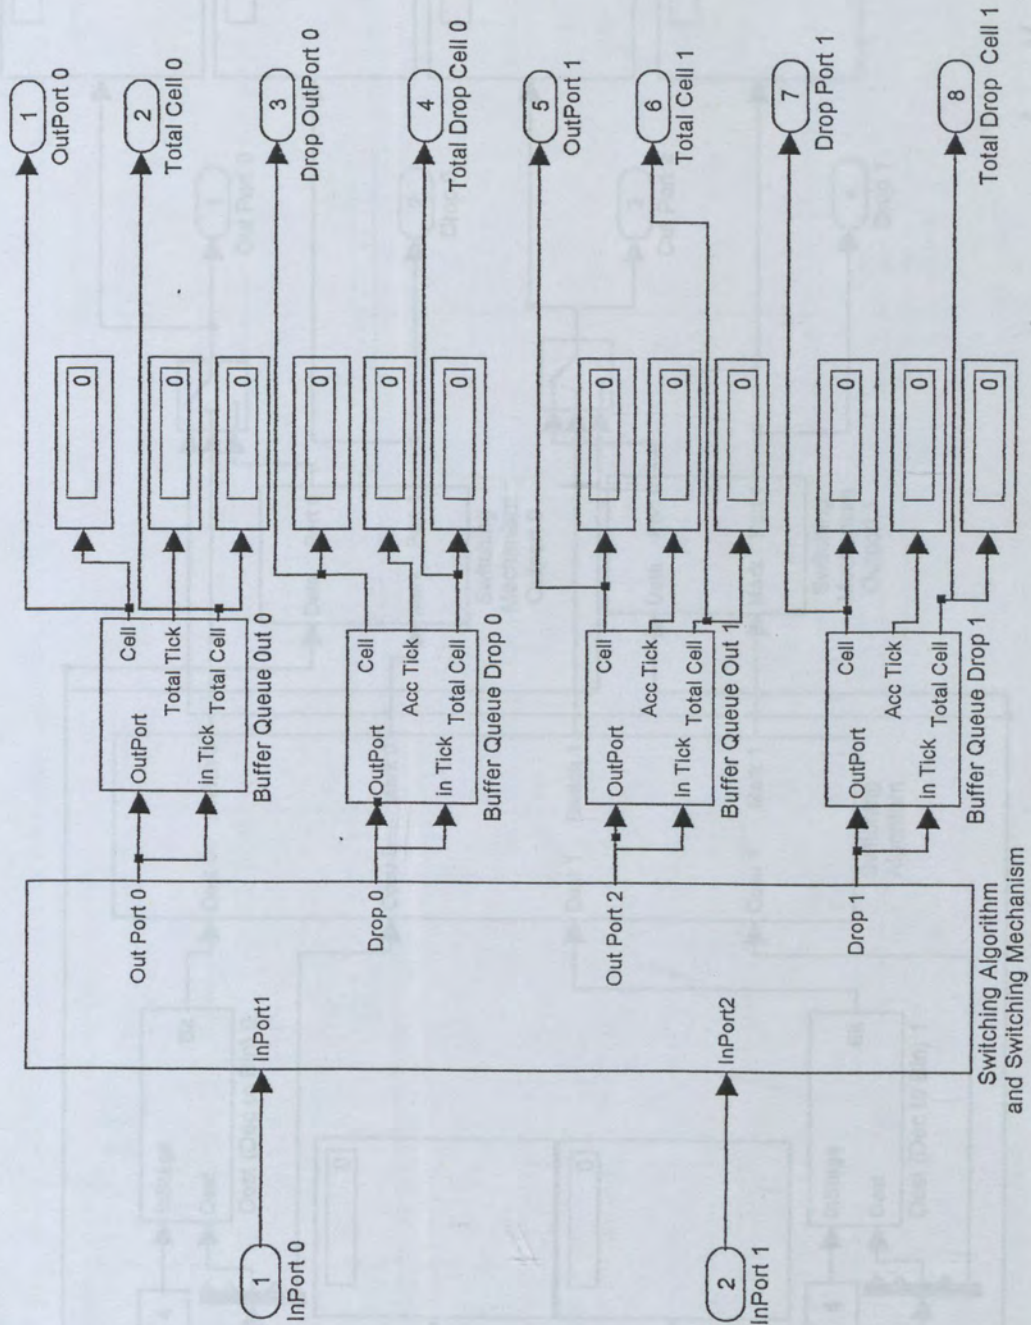 1
InPort 0
2
InPort 1
InPort1
InPort2
Out Port 0
Drop 0
Out Port 2
Drop 1
Switching Algorithm
and Switching Mechanism
OutPort
in Tick
Cell
Total Tick
Total Cell
Buffer Queue Out 0
OutPort
in Tick
Cell
Acc Tick
Total Cell
Buffer Queue Drop 0
OutPort
In Tick
Cell
Acc Tick
Total Cell
Buffer Queue Out 1
OutPort
In Tick
Cell
Acc Tick
Total Cell
Buffer Queue Drop 1
0
0
0
0
0
0
0
0
0
0
0
0
1
OutPort 0
2
Total Cell 0
3
Drop OutPort 0
4
Total Drop Cell 0
5
OutPort 1
6
Total Cell 1
7
Drop Port 1
8
Total Drop Cell 1